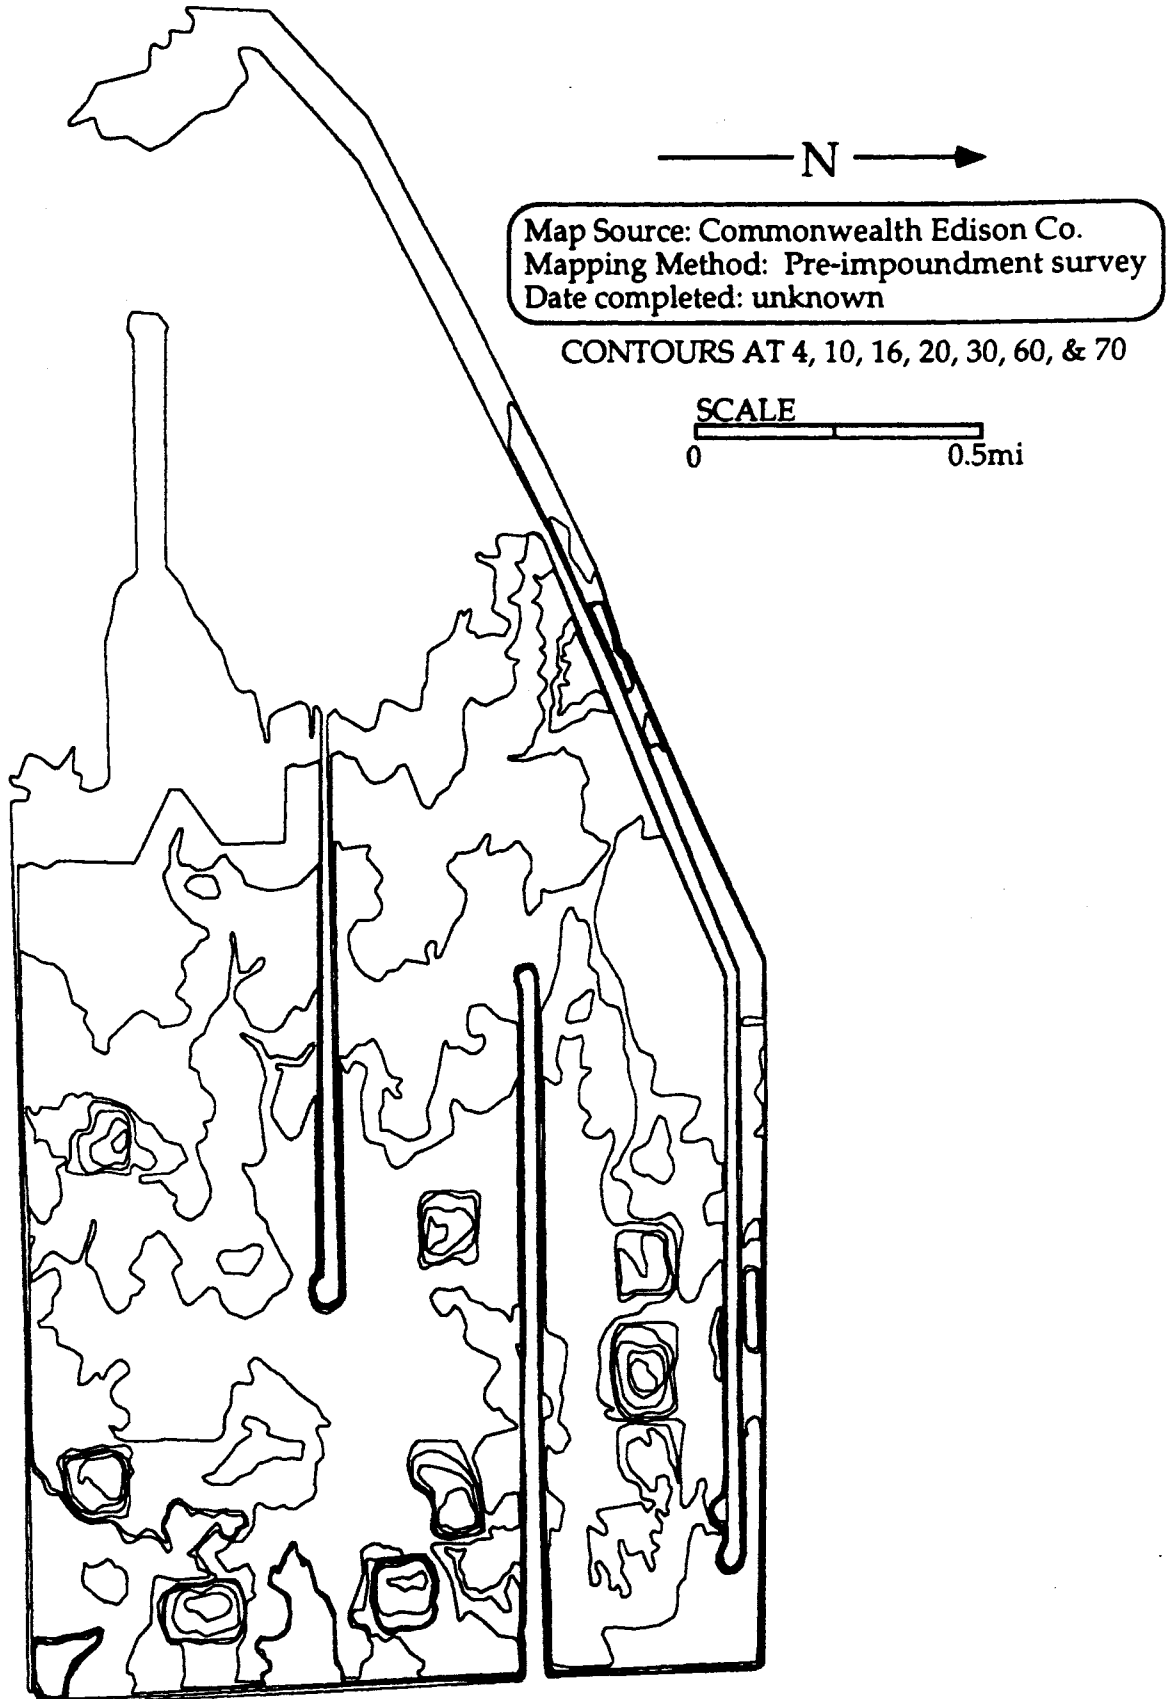 N
Map Source: Commonwealth Edison Co.
Mapping Method: Pre-impoundment survey
Date completed: unknown
CONTOURS AT 4, 10, 16, 20, 30, 60, & 70
SCALE
0 0.5mi